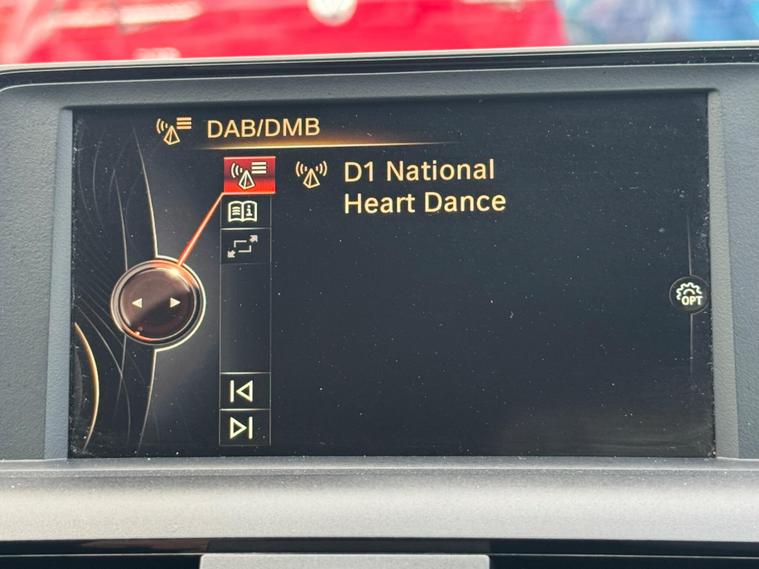 DAB/DMB
D1 National
Heart Dance
OPT